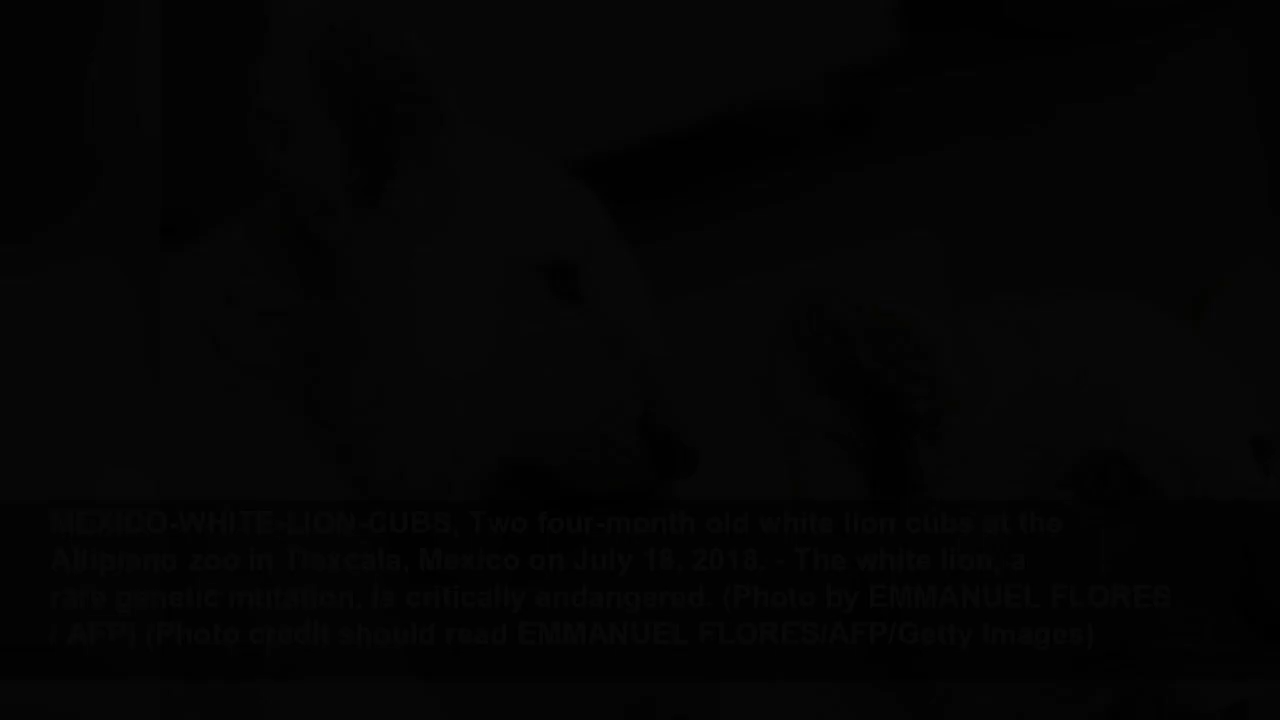 MEXICO-WHITE-LION-CUBS, Two four-month old white lion cubs at the
Altiplano zoo in Tlaxcala, Mexico on July 18, 2018. - The white lion, a
rare genetic mutation, is critically endangered. (Photo by EMMANUEL FLORES
/ AFP) (Photo credit should read EMMANUEL FLORES/AFP/Getty Images)